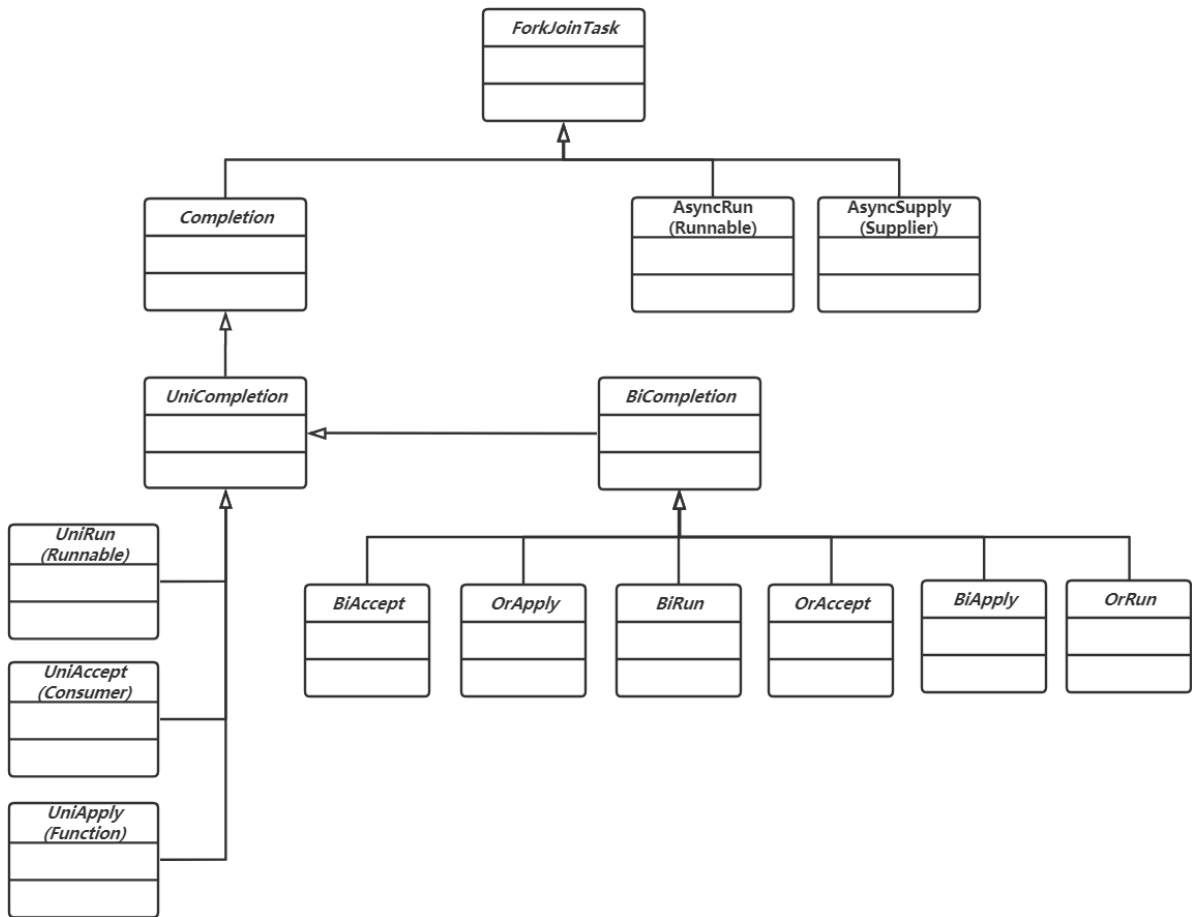 ForkJoinTask
Completion
AsyncRun
(Runnable)
AsyncSupply
(Supplier)
UniCompletion
BiCompletion
UniRun
(Runnable)
BiAccept
OrApply
BiRun
OrAccept
BiApply
OrRun
UniAccept
(Consumer)
UniApply
(Function)